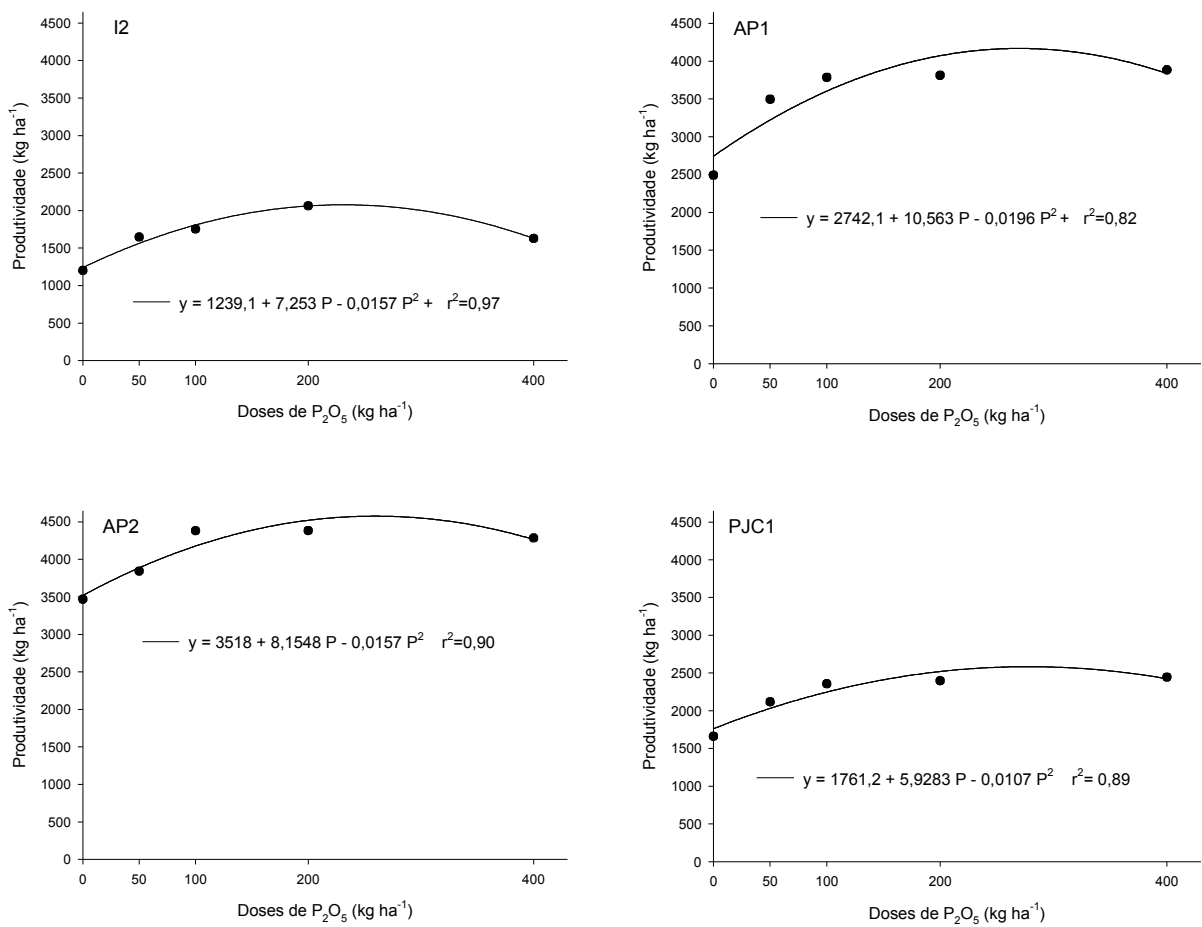 I2
4500
4000
3500
3000
2500
2000
1500
1000
500
0
Produtividade (kg ha⁻¹)
y = 1239,1 + 7,253 P - 0,0157 P² + r²=0,97
0 50 100 200 400
Doses de P₂O₅ (kg ha⁻¹)
AP1
4500
4000
3500
3000
2500
2000
1500
1000
500
0
Produtividade (kg ha⁻¹)
y = 2742,1 + 10,563 P - 0,0196 P² + r²=0,82
0 50 100 200 400
Doses de P₂O₅ (kg ha⁻¹)
AP2
4500
4000
3500
3000
2500
2000
1500
1000
500
0
Produtividade (kg ha⁻¹)
y = 3518 + 8,1548 P - 0,0157 P² r²=0,90
0 50 100 200 400
Doses de P₂O₅ (kg ha⁻¹)
PJC1
4500
4000
3500
3000
2500
2000
1500
1000
500
0
Produtividade (kg ha⁻¹)
y = 1761,2 + 5,9283 P - 0,0107 P² r²= 0,89
0 50 100 200 400
Doses de P₂O₅ (kg ha⁻¹)